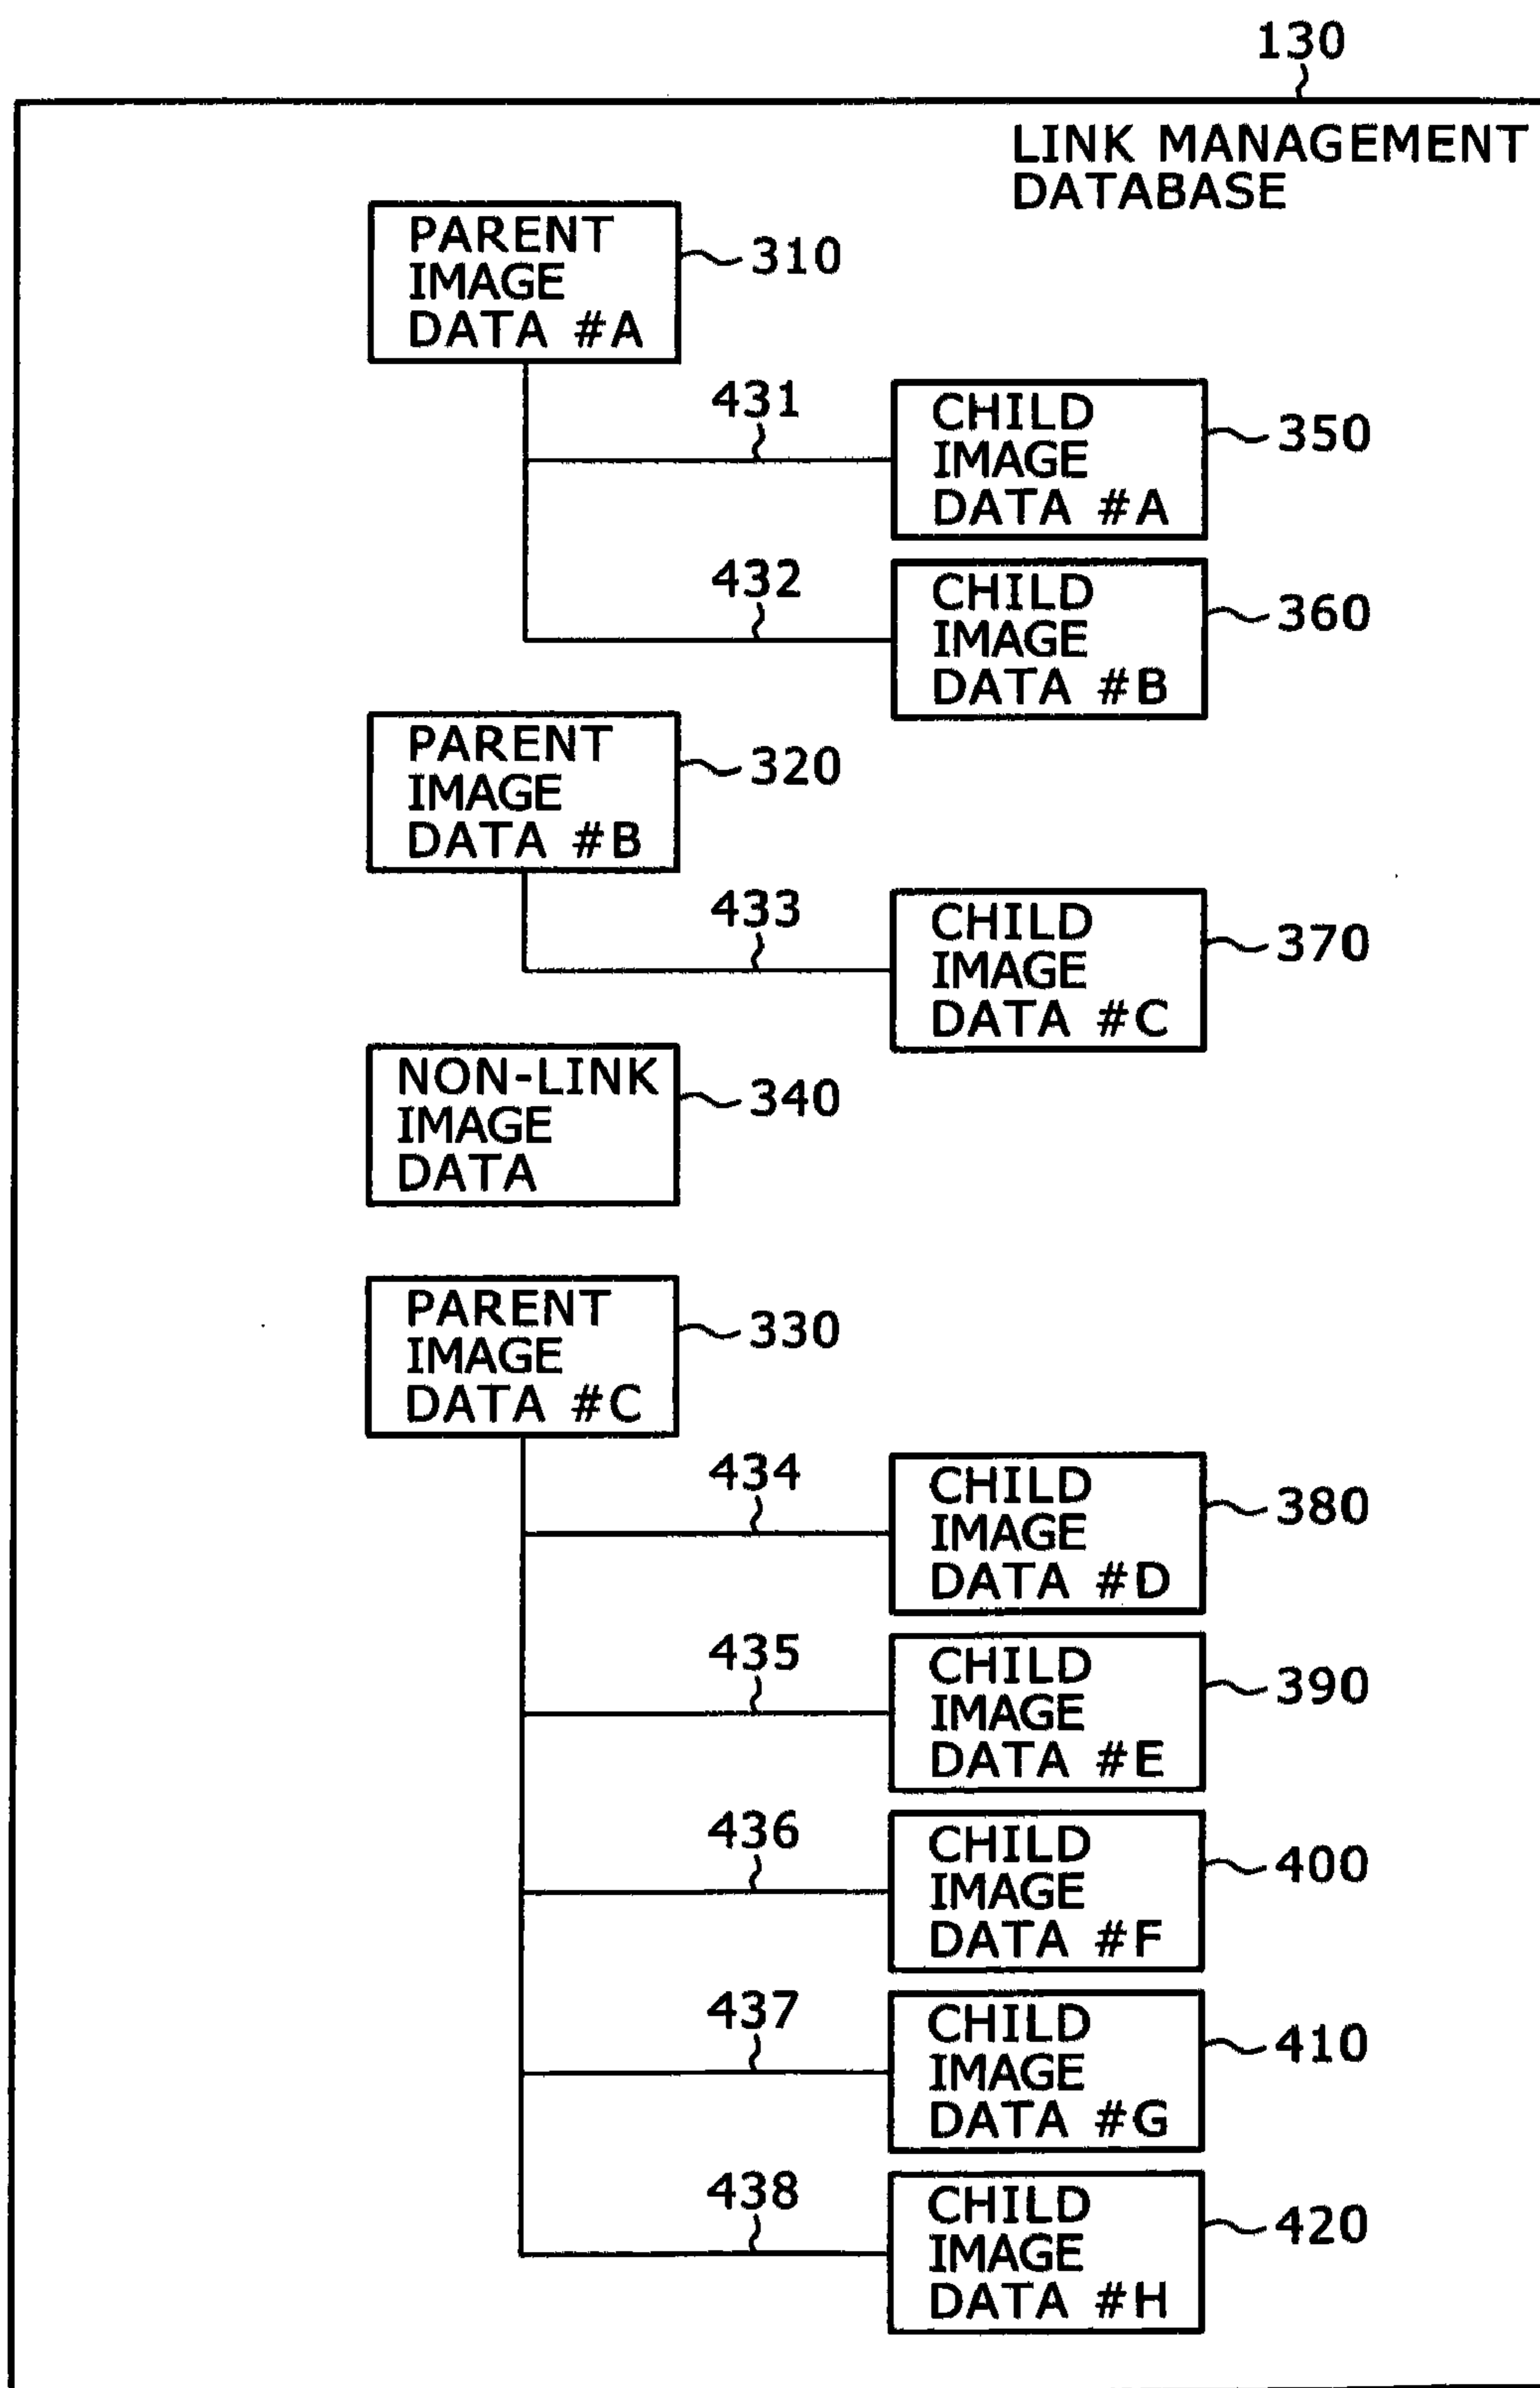 130
LINK MANAGEMENT
DATABASE
PARENT
IMAGE
DATA #A
310
431
CHILD
IMAGE
DATA #A
350
432
CHILD
IMAGE
DATA #B
360
PARENT
IMAGE
DATA #B
320
433
CHILD
IMAGE
DATA #C
370
NON-LINK
IMAGE
DATA
340
PARENT
IMAGE
DATA #C
330
434
CHILD
IMAGE
DATA #D
380
435
CHILD
IMAGE
DATA #E
390
436
CHILD
IMAGE
DATA #F
400
437
CHILD
IMAGE
DATA #G
410
438
CHILD
IMAGE
DATA #H
420